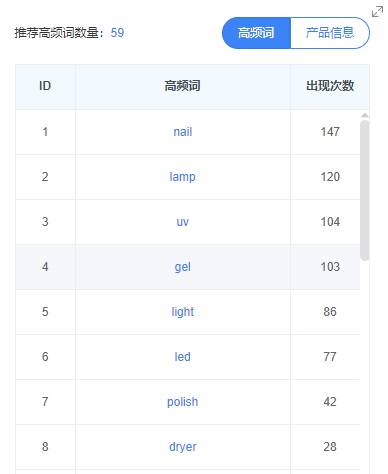 推荐高频词数量：59
高频词 产品信息
ID 高频词 出现次数
1 nail 147
2 lamp 120
3 uv 104
4 gel 103
5 light 86
6 led 77
7 polish 42
8 dryer 28